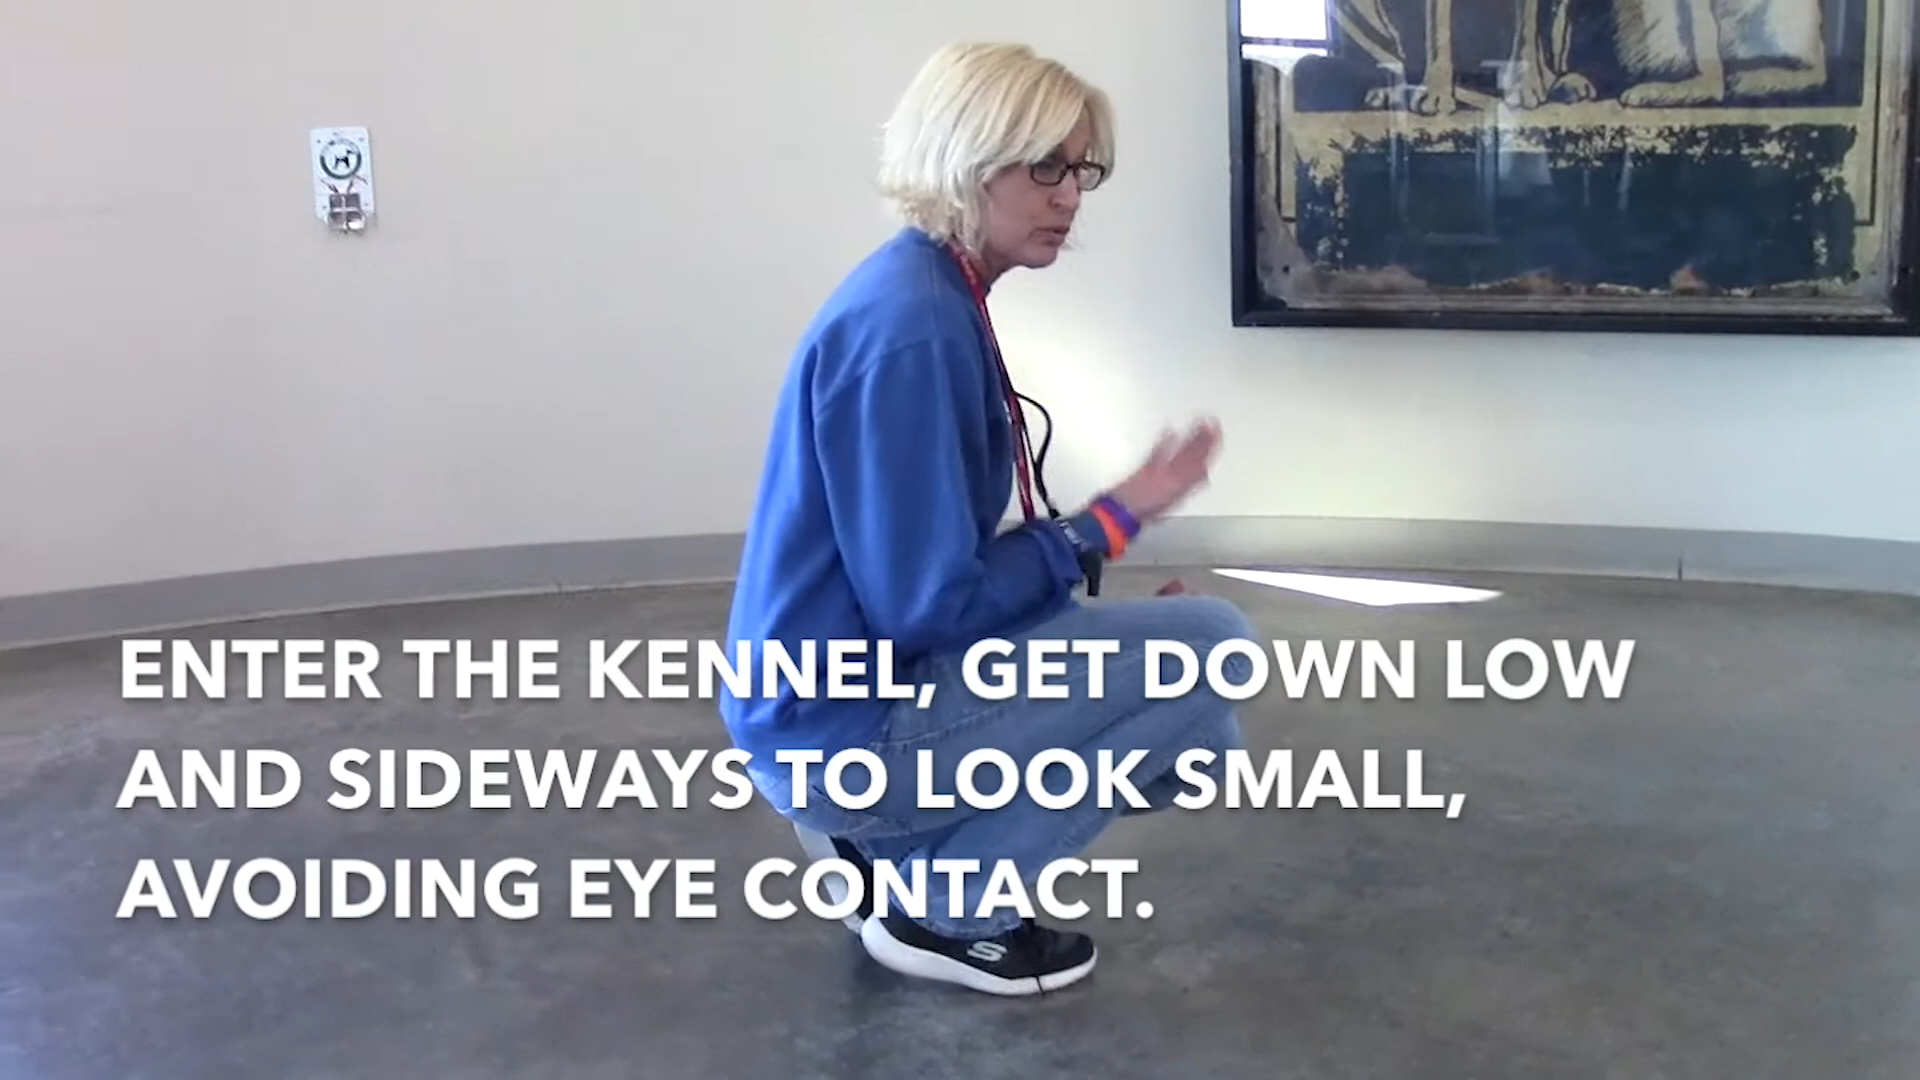 ENTER THE KENNEL, GET DOWN LOW
AND SIDEWAYS TO LOOK SMALL,
AVOIDING EYE CONTACT.